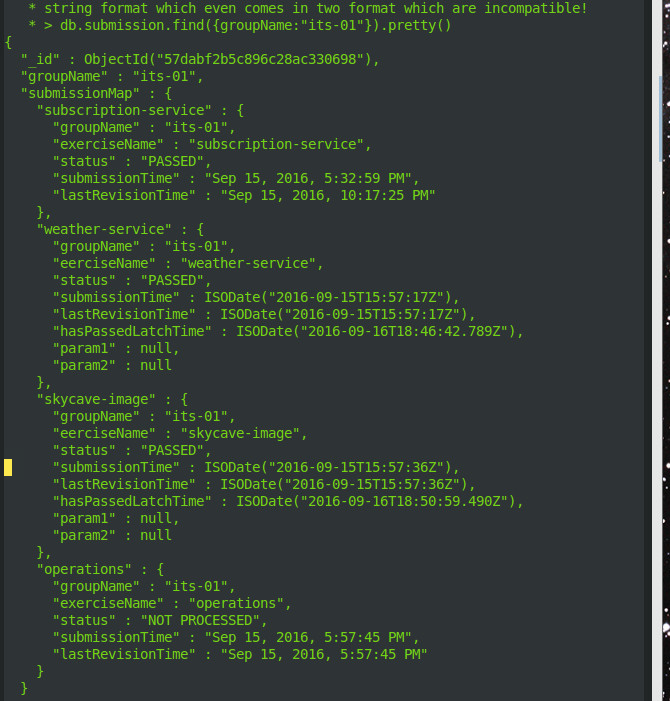 * string format which even comes in two format which are incompatible!
* > db.submission.find({groupName:"its-01"}).pretty()
{
"_id" : ObjectId("57dabf2b5c896c28ac330698"),
"groupName" : "its-01",
"submissionMap" : {
"subscription-service" : {
"groupName" : "its-01",
"exerciseName" : "subscription-service",
"status" : "PASSED",
"submissionTime" : "Sep 15, 2016, 5:32:59 PM",
"lastRevisionTime" : "Sep 15, 2016, 10:17:25 PM"
},
"weather-service" : {
"groupName" : "its-01",
"eerciseName" : "weather-service",
"status" : "PASSED",
"submissionTime" : ISODate("2016-09-15T15:57:17Z"),
"lastRevisionTime" : ISODate("2016-09-15T15:57:17Z"),
"hasPassedLatchTime" : ISODate("2016-09-16T18:46:42.789Z"),
"param1" : null,
"param2" : null
},
"skycave-image" : {
"groupName" : "its-01",
"eerciseName" : "skycave-image",
"status" : "PASSED",
"submissionTime" : ISODate("2016-09-15T15:57:36Z"),
"lastRevisionTime" : ISODate("2016-09-15T15:57:36Z"),
"hasPassedLatchTime" : ISODate("2016-09-16T18:50:59.490Z"),
"param1" : null,
"param2" : null
},
"operations" : {
"groupName" : "its-01",
"exerciseName" : "operations",
"status" : "NOT PROCESSED",
"submissionTime" : "Sep 15, 2016, 5:57:45 PM",
"lastRevisionTime" : "Sep 15, 2016, 5:57:45 PM"
}
}